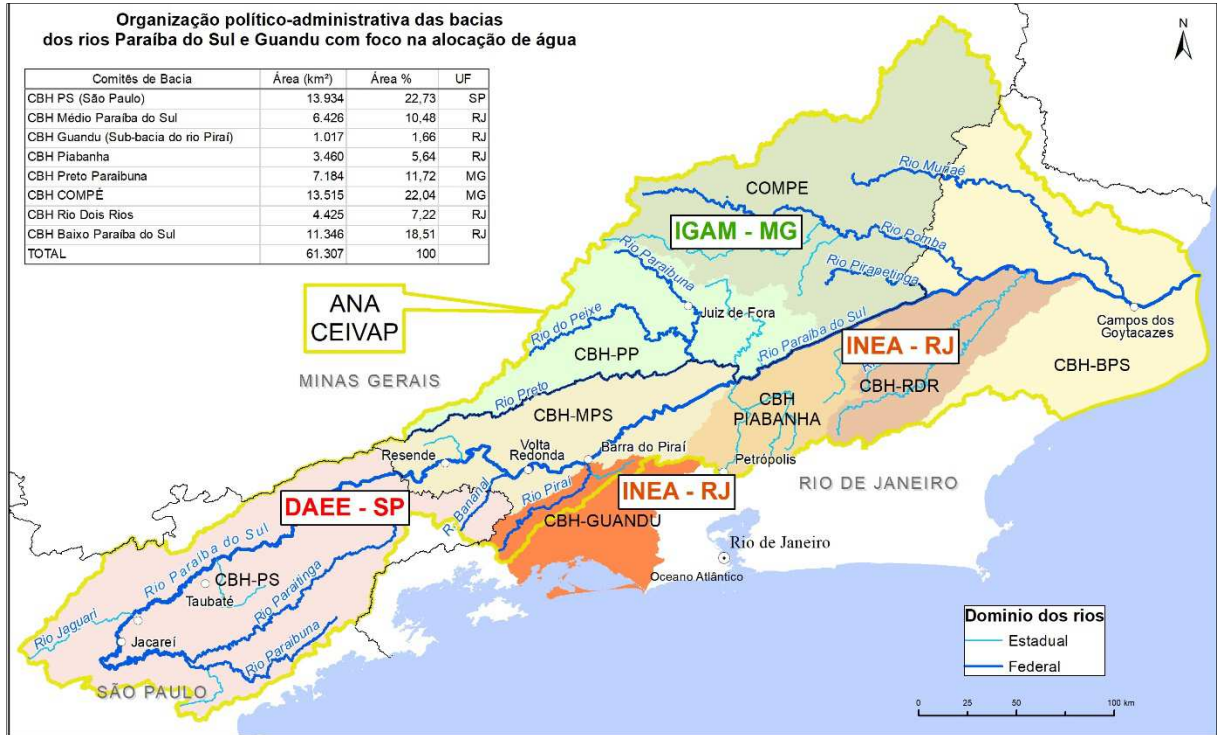 Organização político-administrativa das bacias
dos rios Paraíba do Sul e Guandu com foco na alocação de água
N
Comitês de Bacia Área (km²) Área % UF
CBH PS (São Paulo) 13.934 22,73 SP
CBH Médio Paraíba do Sul 6.426 10,48 RJ
CBH Guandu (Sub-bacia do rio Piraí) 1.017 1,66 RJ
CBH Piabanha 3.460 5,64 RJ
CBH Preto Paraibuna 7.184 11,72 MG
CBH COMPÉ 13.515 22,04 MG
CBH Rio Dois Rios 4.425 7,22 RJ
CBH Baixo Paraíba do Sul 11.346 18,51 RJ
TOTAL 61.307 100
Rio Muriaé
COMPE
IGAM - MG
Rio Pomba
Rio Paraibuna
Rio Pirapetinga
ANA
CEIVAP
Juiz de Fora
Rio do Peixe
Rio Paraíba do Sul
Campos dos
Goytacazes
INEA - RJ
CBH-PP
MINAS GERAIS
CBH-BPS
CBH-RDR
Rio Preto
CBH
PIABANHA
CBH-MPS
Resende
Volta
Redonda
Barra do Piraí
Petrópolis
RIO DE JANEIRO
Rio Piraí
INEA - RJ
DAEE - SP
R. Bananal
CBH-GUANDU
Rio de Janeiro
Oceano Atlântico
Rio Paraíba do Sul
CBH-PS
Taubaté
Rio Paraitinga
Rio Jaguari
Jacareí
Rio Paraibuna
SÃO PAULO
Dominio dos rios
Estadual
Federal
0 25 50 100 km